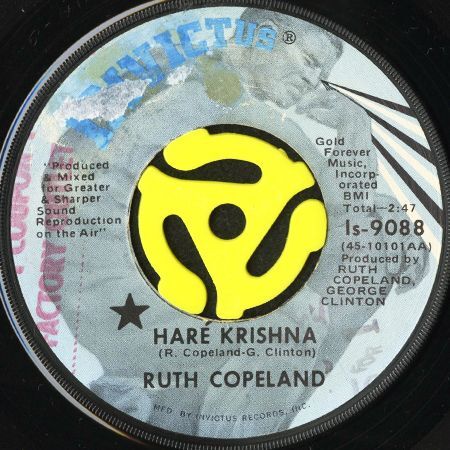 INVICTUS®
"Produced
& Mixed
for Greater
& Sharper
Sound
Reproduction
on the Air"
Gold
Forever
Music,
Incorp-
orated
BMI
Total—2:47
Is-9088
(45-10101AA)
Produced by
RUTH
COPELAND,
GEORGE
CLINTON
FACTORY
★ HARÉ KRISHNA
(R. Copeland-G. Clinton)
RUTH COPELAND
MFD BY INVICTUS RECORDS, INC.